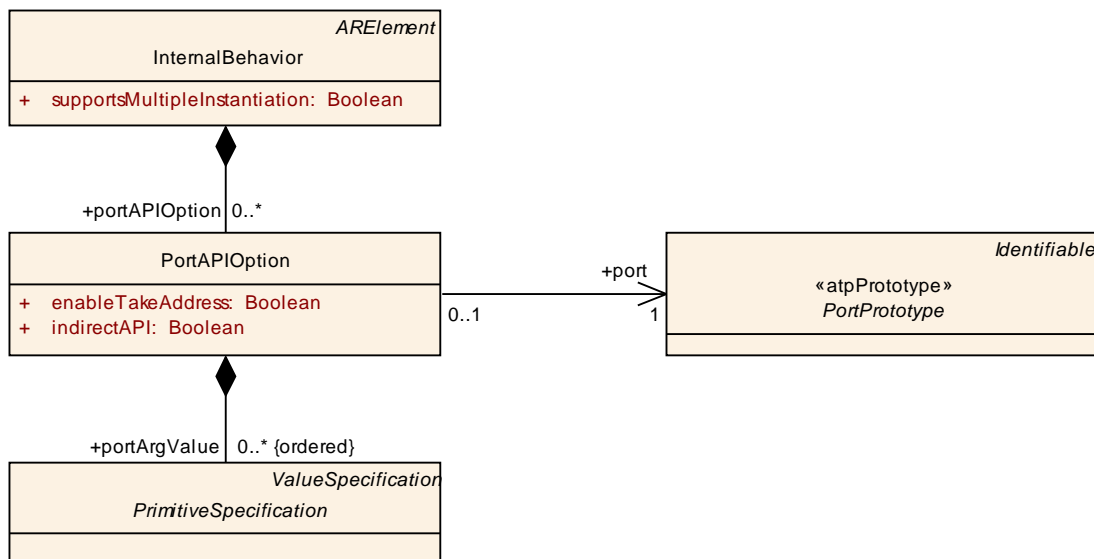 ARElement
InternalBehavior
+ supportsMultipleInstantiation: Boolean
+portAPIOption 0..*
PortAPIOption
+ enableTakeAddress: Boolean
+ indirectAPI: Boolean
+port
0..1
1
Identifiable
«atpPrototype»
PortPrototype
+portArgValue 0..* {ordered}
ValueSpecification
PrimitiveSpecification